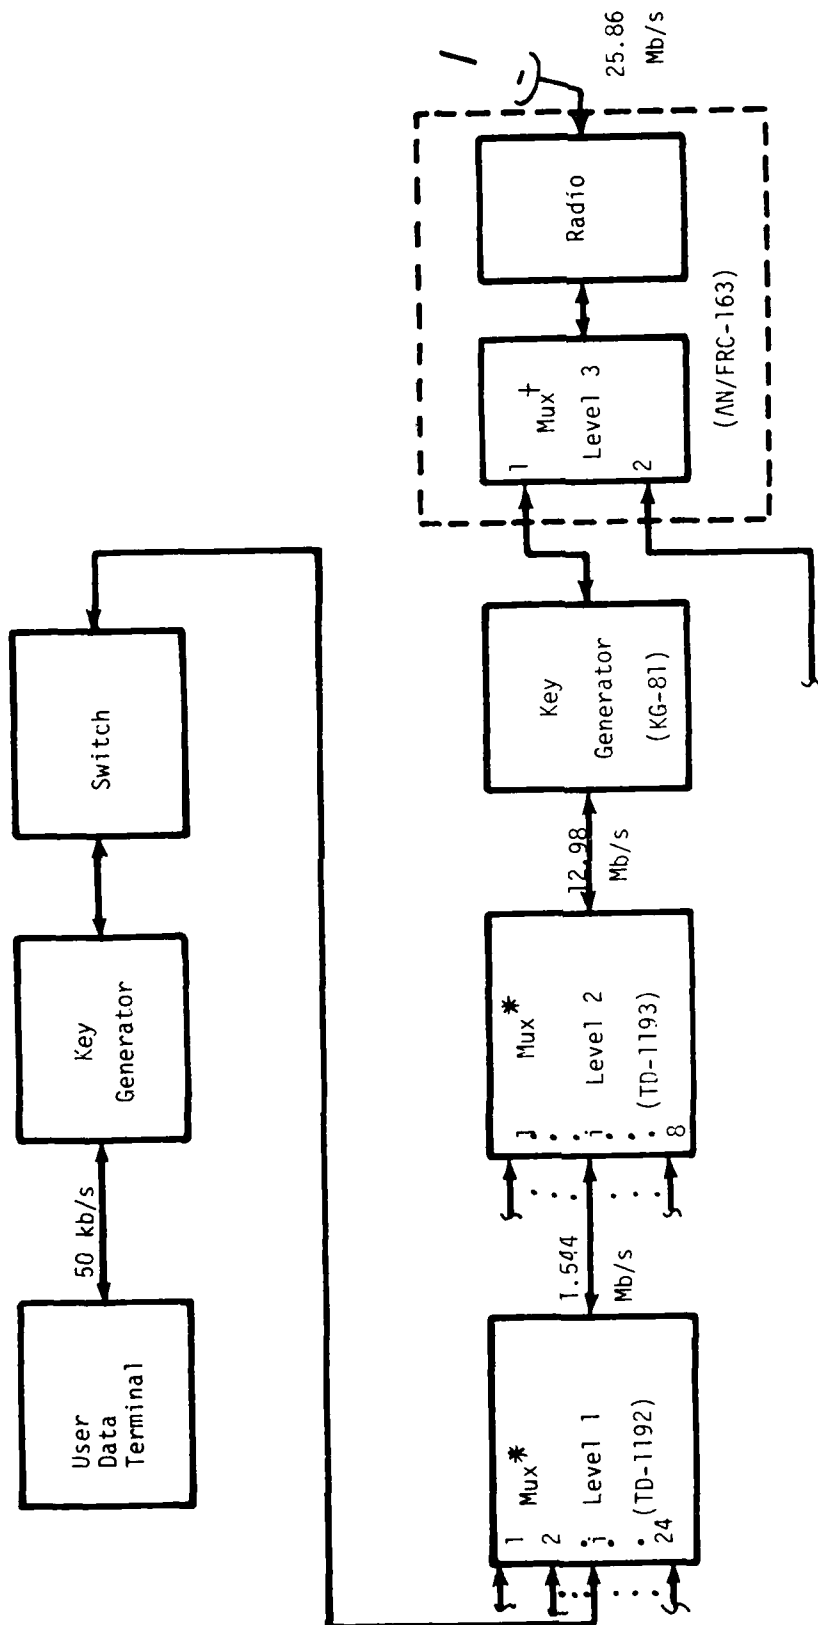 User
Data
Terminal
50 kb/s
Key
Generator
Switch
1
2
i
24
Mux*
Level 1
(TD-1192)
1.544
Mb/s
1
i
8
Mux*
Level 2
(TD-1193)
12.98
Mb/s
Key
Generator
(KG-81)
1
2
Mux†
Level 3
Radio
(AN/FRC-163)
25.86
Mb/s